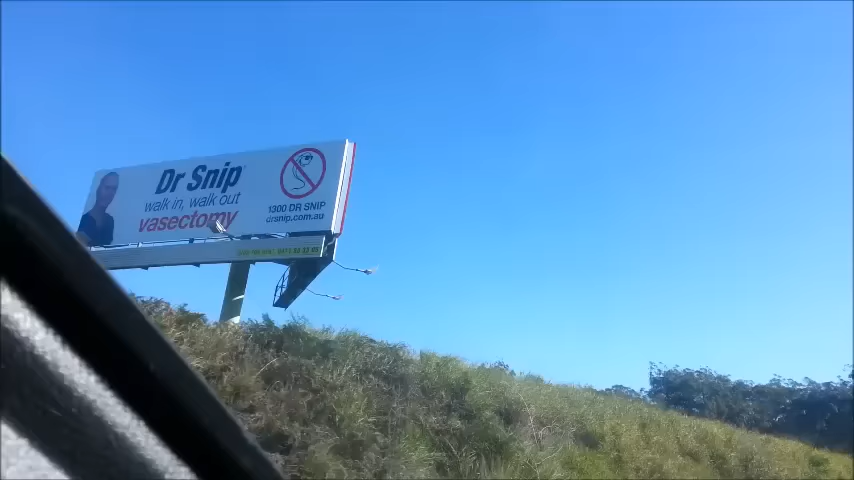 Dr Snip
walk in, walk out
vasectomy
1300 DR SNIP
drsnip.com.au